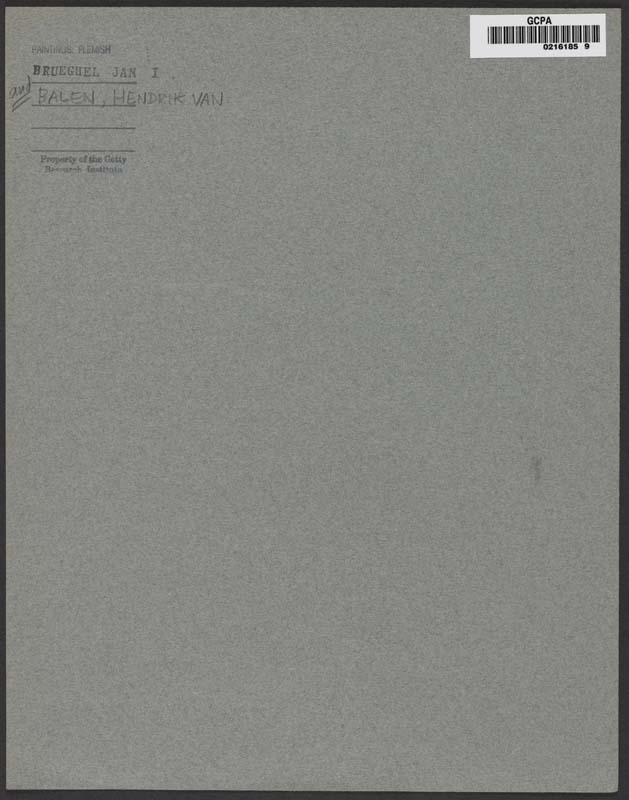 GCPA
0216185 9
PAINTINGS: FLEMISH
BRUEGHEL JAN I
and BALEN, HENDRIK VAN
Property of the Getty
Research Institute